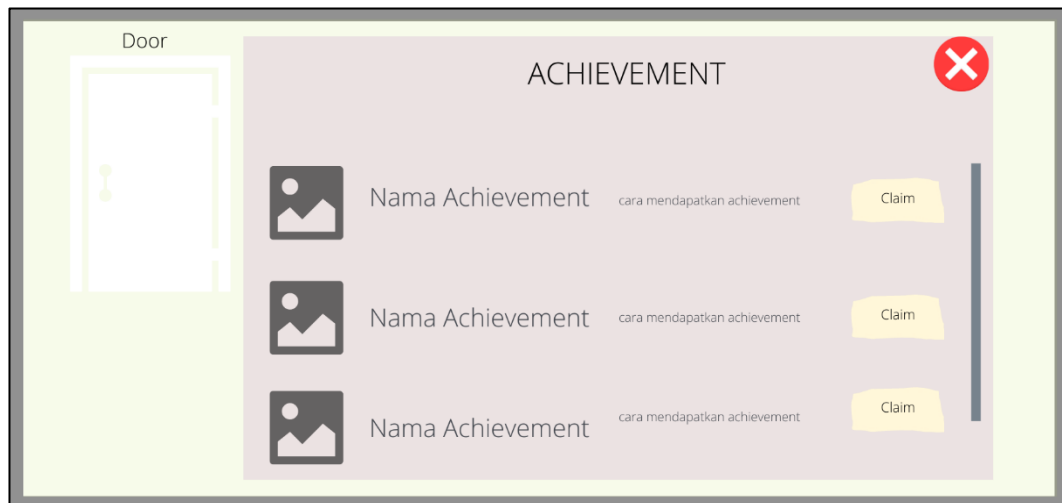 Door
ACHIEVEMENT
Nama Achievement
cara mendapatkan achievement
Claim
Nama Achievement
cara mendapatkan achievement
Claim
Nama Achievement
cara mendapatkan achievement
Claim